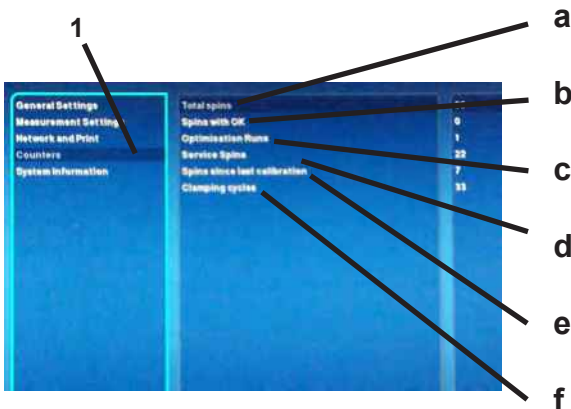 1
a
b
c
d
e
f
General Settings
Measurement Settings
Network and Print
Counters
System Information
Total spins
Spins with OK 0
Optimisation Runs 1
Service Spins 22
Spins since last calibration 7
Clamping cycles 33